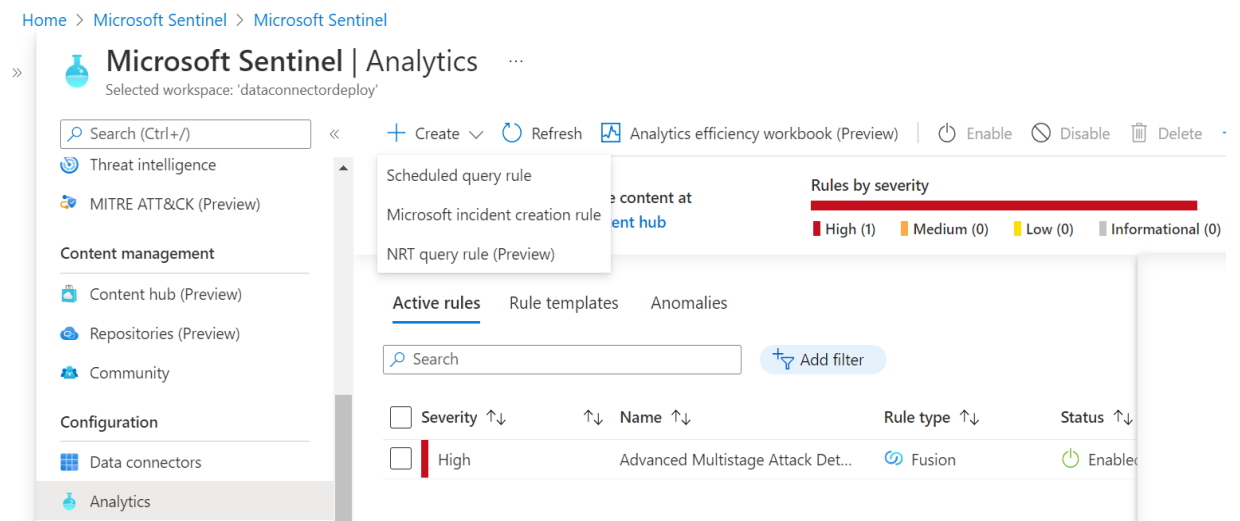 Home > Microsoft Sentinel > Microsoft Sentinel
Microsoft Sentinel | Analytics ...
Selected workspace: 'dataconnectordeploy'
Search (Ctrl+/)
Threat intelligence
MITRE ATT&CK (Preview)
Content management
Content hub (Preview)
Repositories (Preview)
Community
Configuration
Data connectors
Analytics
Create Refresh Analytics efficiency workbook (Preview) Enable Disable Delete
Scheduled query rule
Microsoft incident creation rule
NRT query rule (Preview)
content at
hub
Rules by severity
High (1) Medium (0) Low (0) Informational (0)
Active rules Rule templates Anomalies
Search Add filter
Severity Name Rule type Status
High Advanced Multistage Attack Det... Fusion Enabled